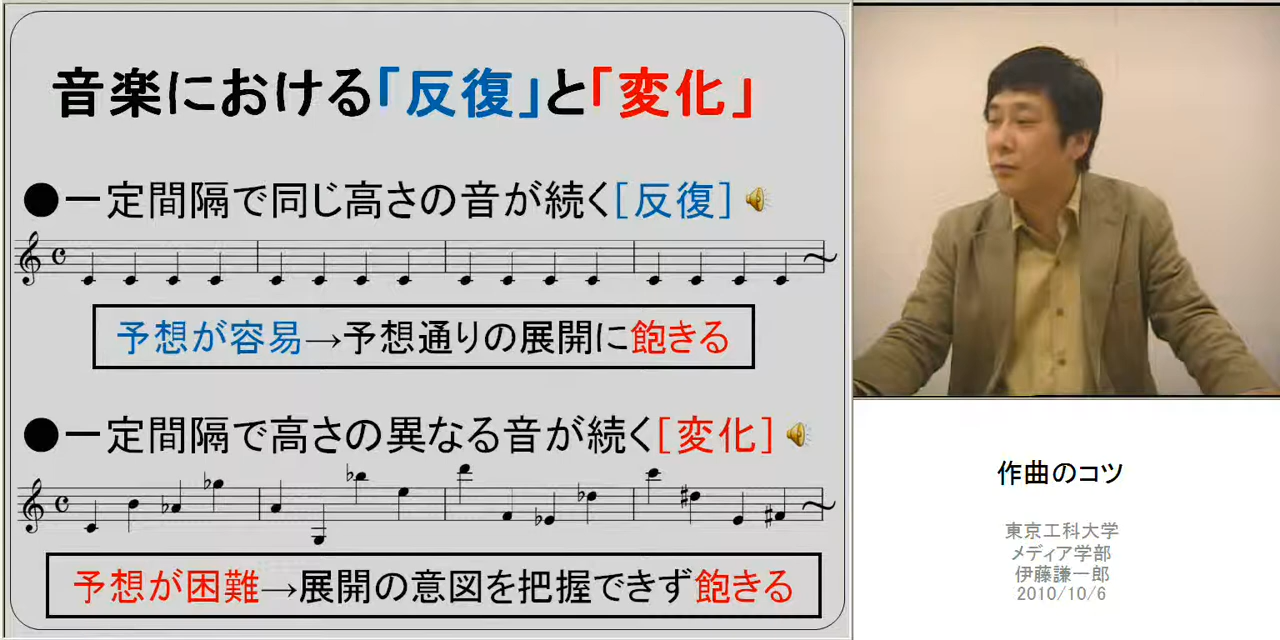 音楽における「反復」と「変化」
●一定間隔で同じ高さの音が続く[反復]
予想が容易→予想通りの展開に飽きる
●一定間隔で高さの異なる音が続く[変化]
予想が困難→展開の意図を把握できず飽きる
作曲のコツ
東京工科大学
メディア学部
伊藤謙一郎
2010/10/6